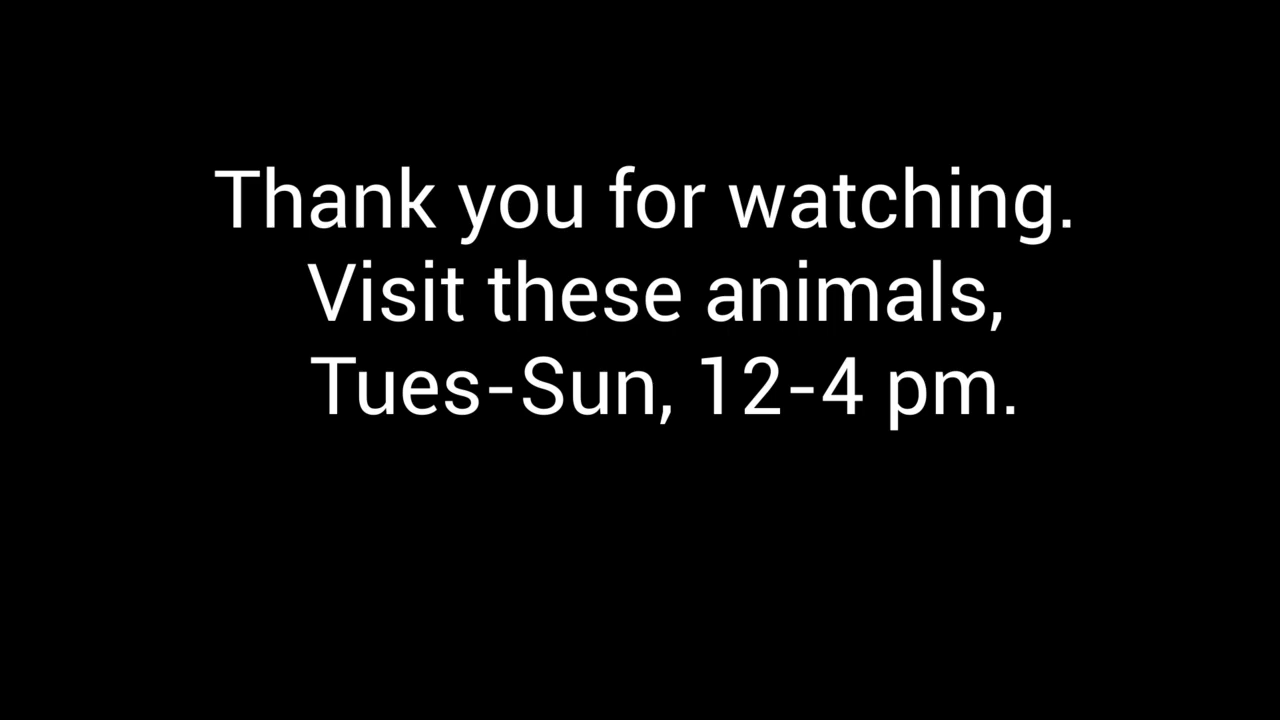 Thank you for watching.
Visit these animals,
Tues-Sun, 12-4 pm.